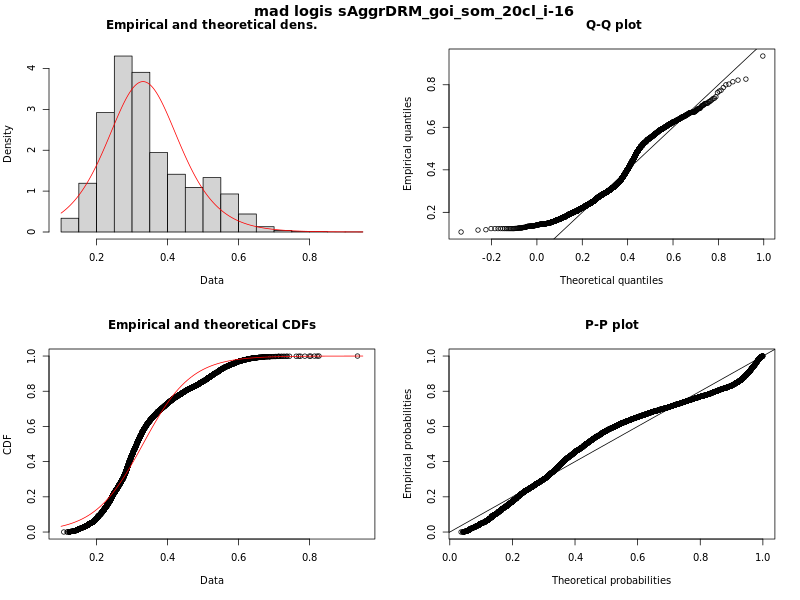 mad logis sAggrDRM_goi_som_20cl_i-16
Empirical and theoretical dens.
Density
0 1 2 3 4
0.2 0.4 0.6 0.8
Data
Q-Q plot
Empirical quantiles
0.2 0.4 0.6 0.8
-0.2 0.0 0.2 0.4 0.6 0.8 1.0
Theoretical quantiles
Empirical and theoretical CDFs
CDF
0.0 0.2 0.4 0.6 0.8 1.0
0.2 0.4 0.6 0.8
Data
P-P plot
Empirical probabilities
0.0 0.2 0.4 0.6 0.8 1.0
0.0 0.2 0.4 0.6 0.8 1.0
Theoretical probabilities